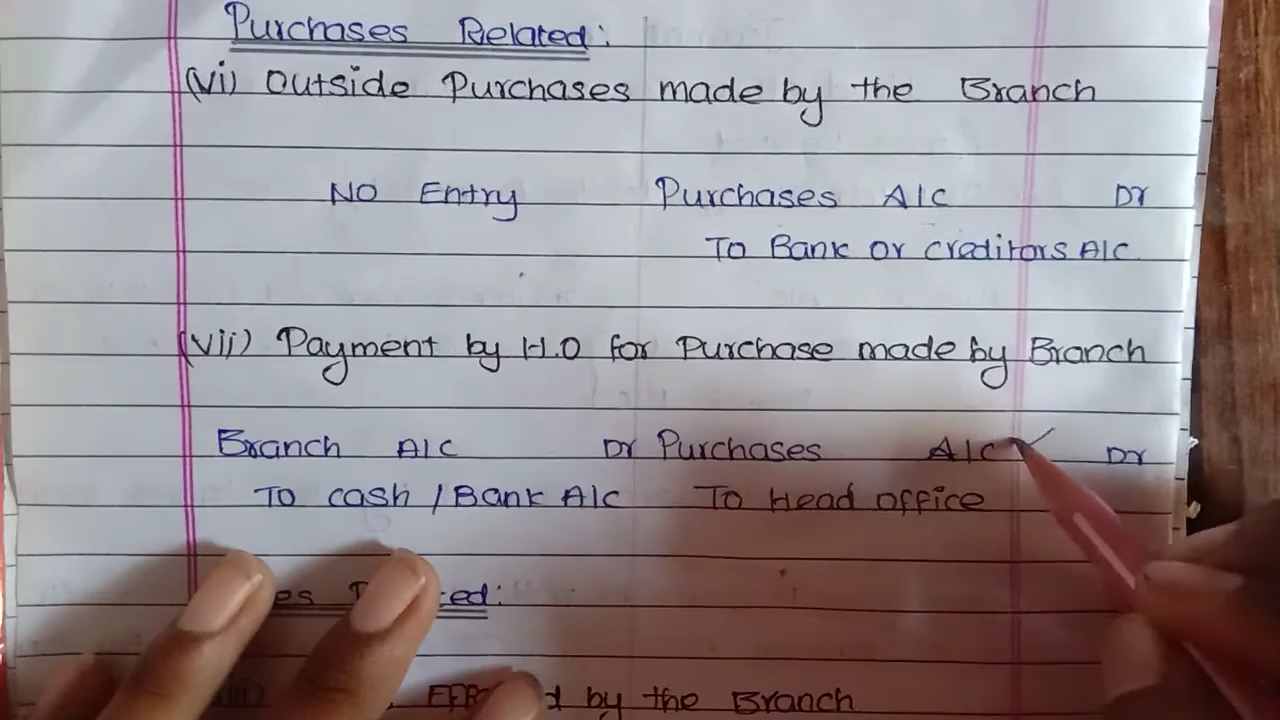 Purchases Related:
(vi) Outside Purchases made by the Branch
NO Entry Purchases A/C Dr
To Bank or creditors A/C
(vii) Payment by H.O for Purchase made by Branch
Branch A/C Dr Purchases A/C Dr
To cash / Bank A/C To Head office
by the Branch